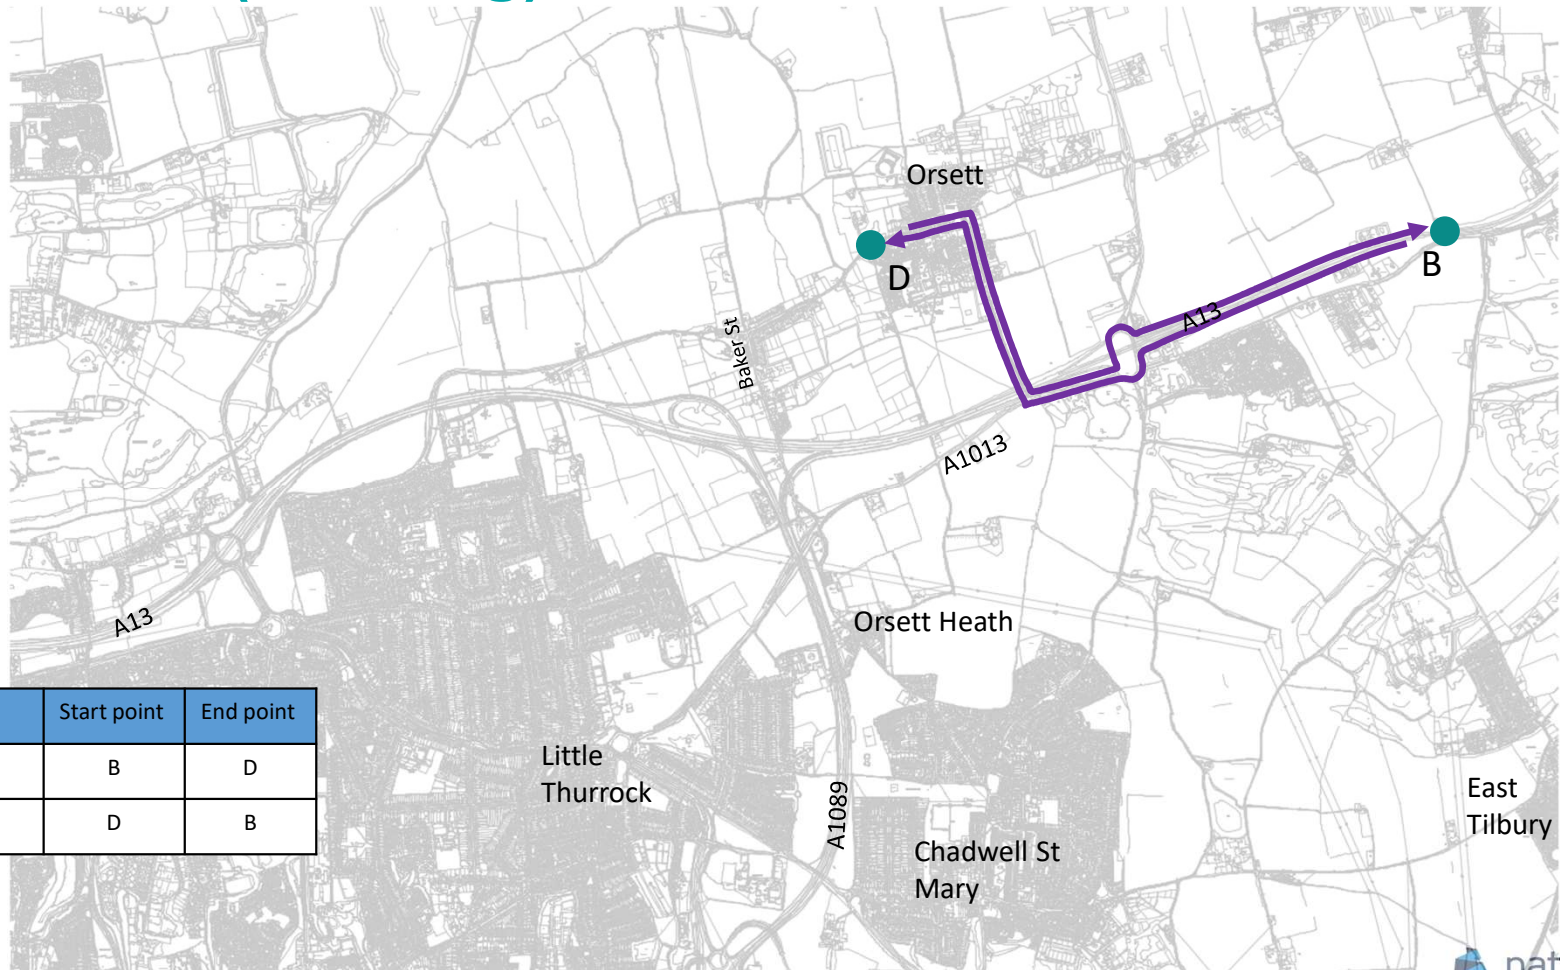 Orsett
D
B
A13
Baker St
A1013
A13
Orsett Heath
Start point End point
B D
D B
Little
Thurrock
A1089
East
Tilbury
Chadwell St
Mary